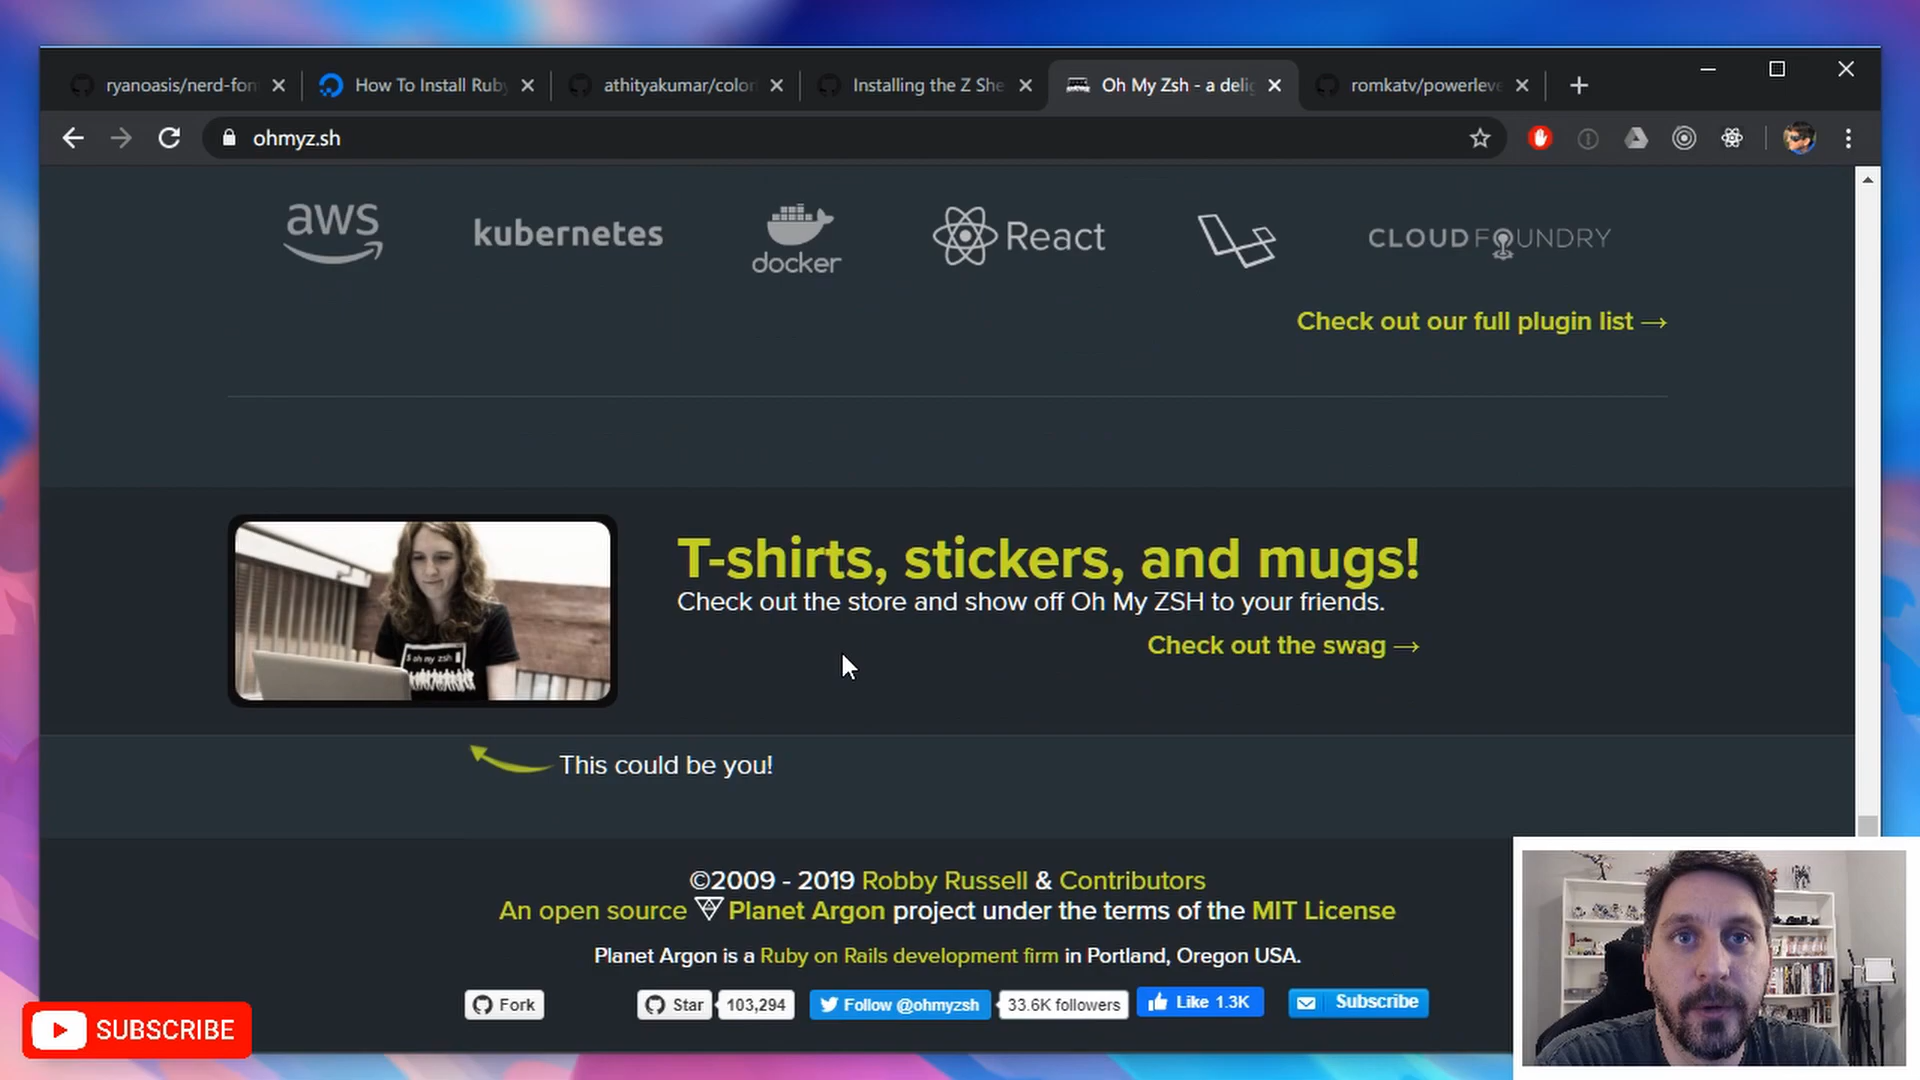 ryanoasis/nerd-fon
How To Install Ruby
athityakumar/color
Installing the Z She
Oh My Zsh - a delig
romkatv/powerleve
ohmyz.sh
aws
kubernetes
docker
React
CLOUDFOUNDRY
Check out our full plugin list →
T-shirts, stickers, and mugs!
Check out the store and show off Oh My ZSH to your friends.
Check out the swag →
$ oh my zsh
This could be you!
©2009 - 2019 Robby Russell & Contributors
An open source Planet Argon project under the terms of the MIT License
Planet Argon is a Ruby on Rails development firm in Portland, Oregon USA.
Fork
Star 103,294
Follow @ohmyzsh 33.6K followers
Like 1.3K
Subscribe
SUBSCRIBE